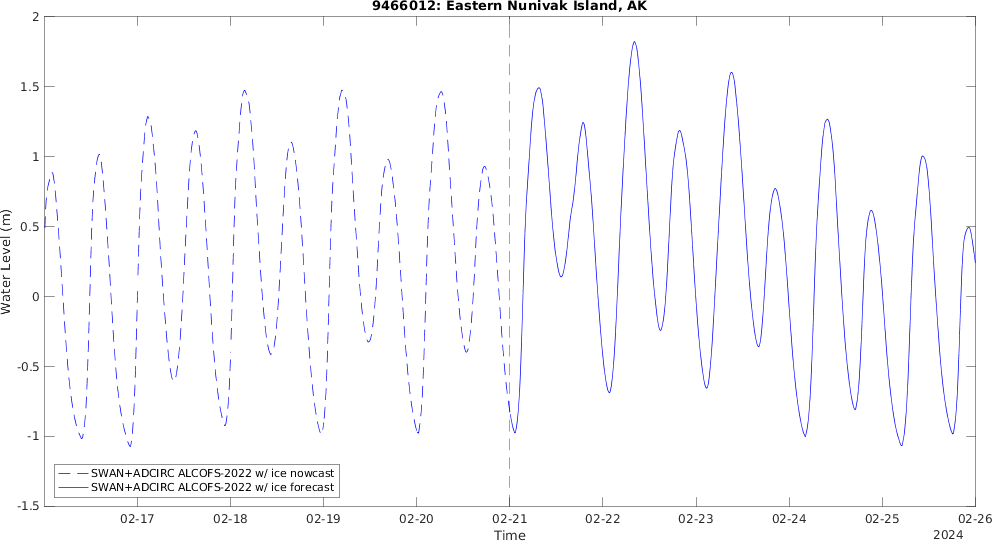 9466012: Eastern Nunivak Island, AK
2
1.5
1
0.5
0
-0.5
-1
-1.5
Water Level (m)
SWAN+ADCIRC ALCOFS-2022 w/ ice nowcast
SWAN+ADCIRC ALCOFS-2022 w/ ice forecast
02-17 02-18 02-19 02-20 02-21 02-22 02-23 02-24 02-25 02-26
Time
2024